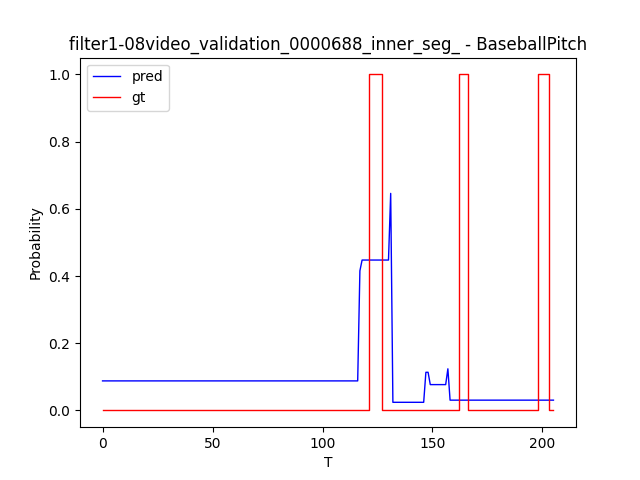 filter1-08video_validation_0000688_inner_seg_ - BaseballPitch
pred
gt
1.0
0.8
0.6
0.4
0.2
0.0
Probability
0
50
100
150
200
T